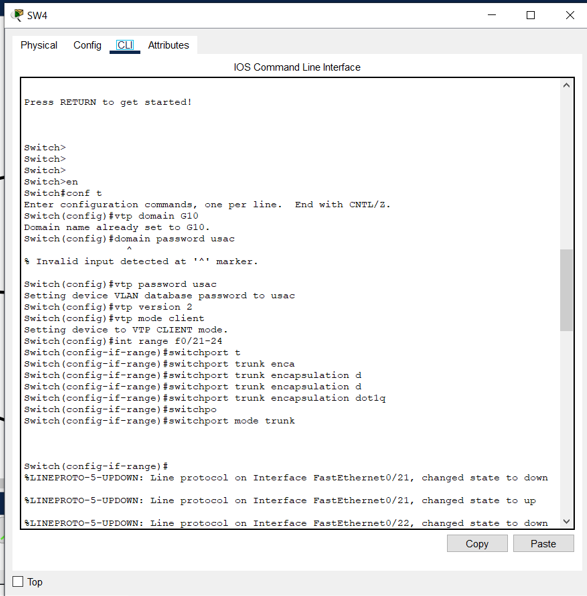 SW4
Physical Config CLI Attributes
IOS Command Line Interface
Press RETURN to get started!
Switch>
Switch>
Switch>
Switch>en
Switch#conf t
Enter configuration commands, one per line.  End with CNTL/Z.
Switch(config)#vtp domain G10
Domain name already set to G10.
Switch(config)#domain password usac
^
% Invalid input detected at '^' marker.
Switch(config)#vtp password usac
Setting device VLAN database password to usac
Switch(config)#vtp version 2
Switch(config)#vtp mode client
Setting device to VTP CLIENT mode.
Switch(config)#int range f0/21-24
Switch(config-if-range)#switchport t
Switch(config-if-range)#switchport trunk enca
Switch(config-if-range)#switchport trunk encapsulation d
Switch(config-if-range)#switchport trunk encapsulation d
Switch(config-if-range)#switchport trunk encapsulation dot1q
Switch(config-if-range)#switchpo
Switch(config-if-range)#switchport mode trunk
Switch(config-if-range)#
%LINEPROTO-5-UPDOWN: Line protocol on Interface FastEthernet0/21, changed state to down
%LINEPROTO-5-UPDOWN: Line protocol on Interface FastEthernet0/21, changed state to up
%LINEPROTO-5-UPDOWN: Line protocol on Interface FastEthernet0/22, changed state to down
Copy Paste
Top